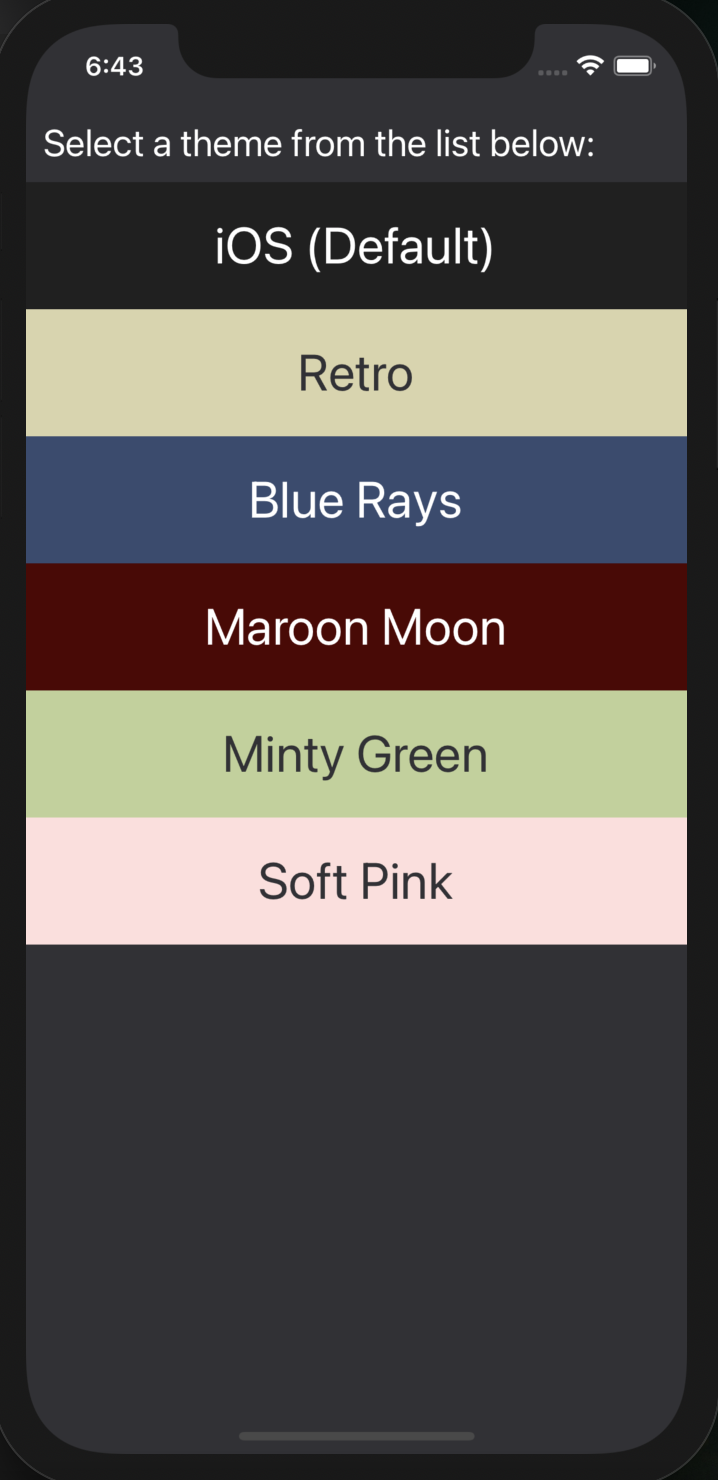 6:43
Select a theme from the list below:
iOS (Default)
Retro
Blue Rays
Maroon Moon
Minty Green
Soft Pink